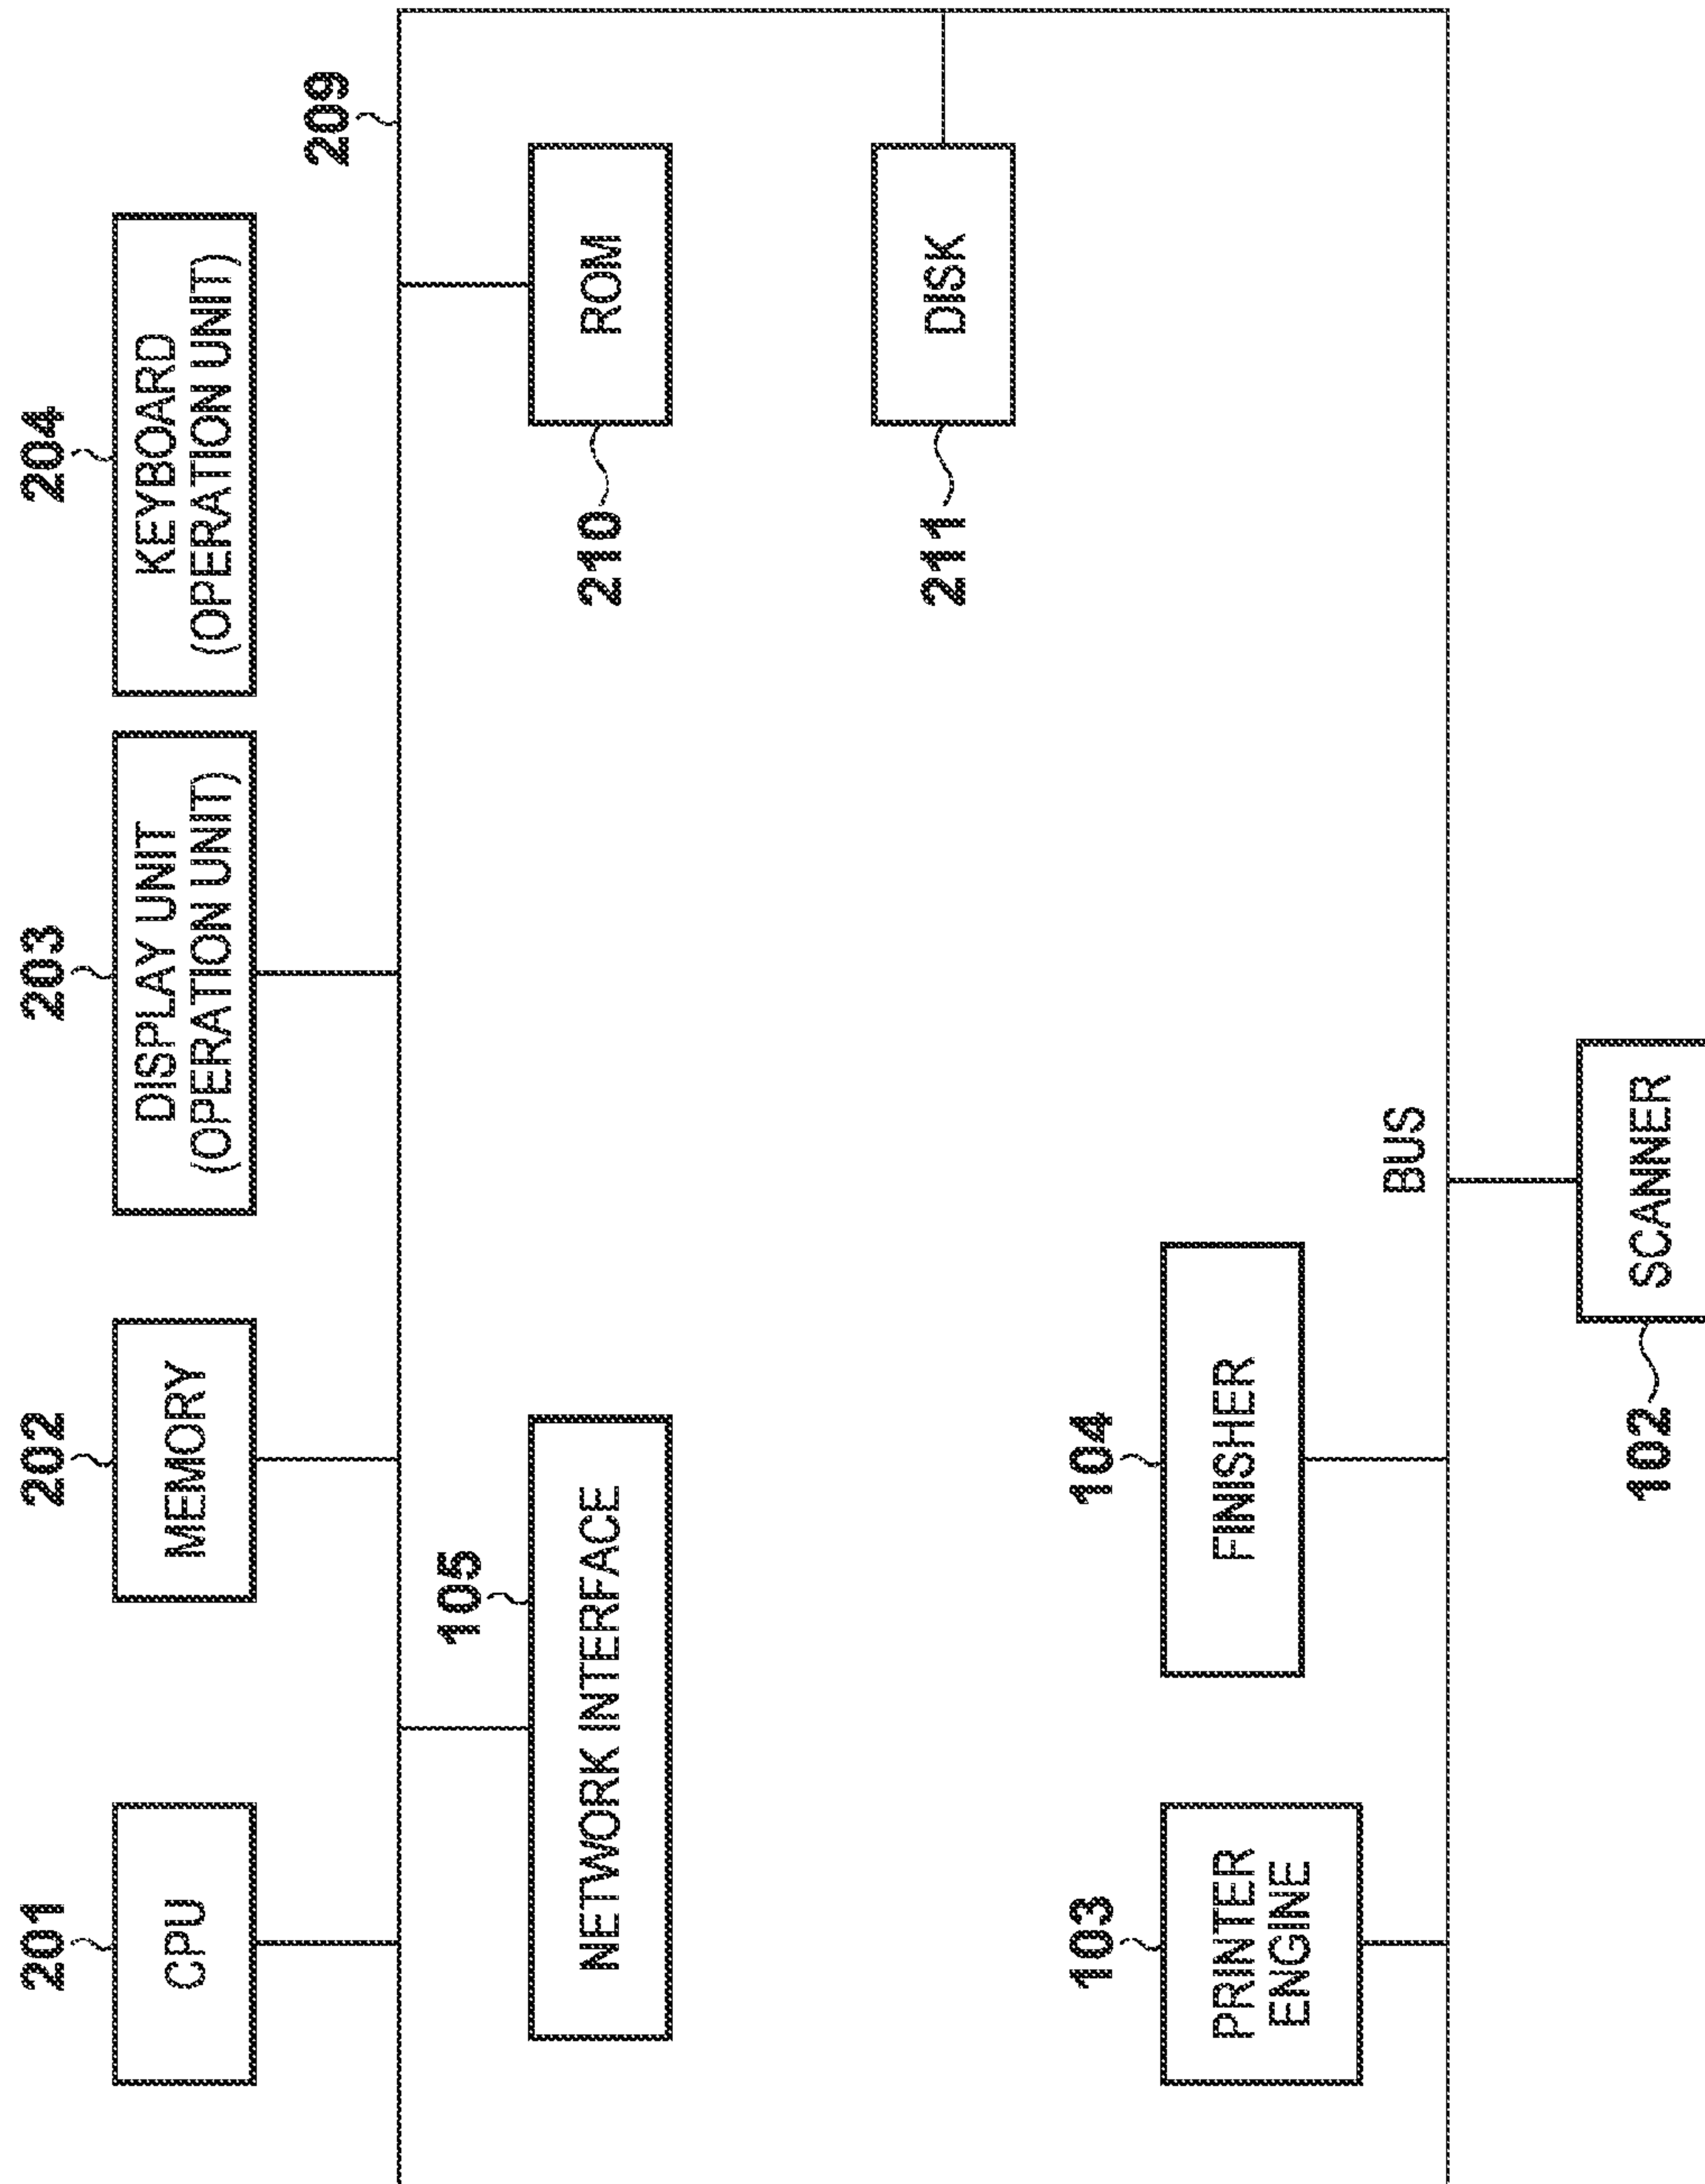 201
CPU
202
MEMORY
203
DISPLAY UNIT
(OPERATION UNIT)
204
KEYBOARD
(OPERATION UNIT)
209
105
NETWORK INTERFACE
ROM
210
DISK
211
103
PRINTER
ENGINE
104
FINISHER
BUS
SCANNER
102